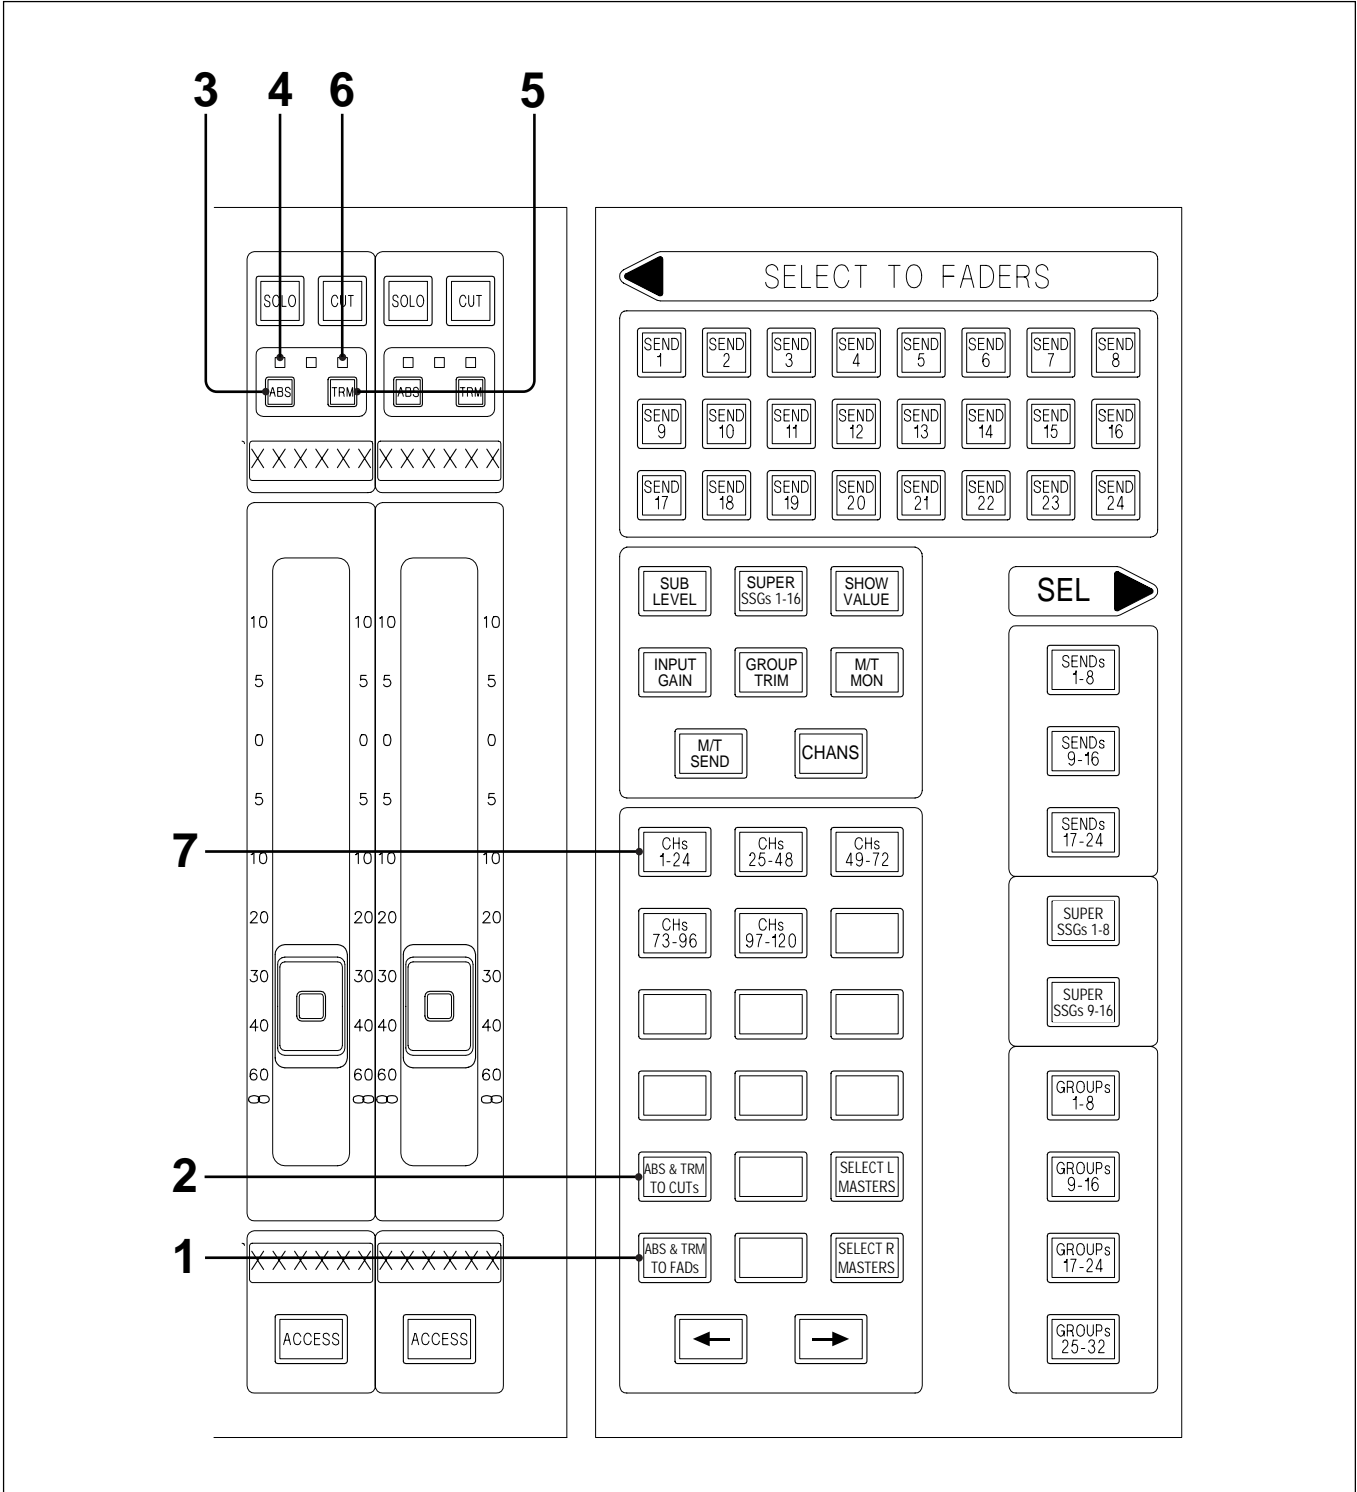 3 4 6 5
SOLO CUT SOLO CUT
ABS TRM ABS TRM
XXXXXX XXXXXX
10 10 10 10
5 5 5 5
0 0 0 0
5 5 5 5
10 10 10 10
20 20 20 20
30 30 30 30
40 40 40 40
60 60 60 60
∞ ∞ ∞ ∞
XXXXXX XXXXXX
ACCESS ACCESS
7
2
1
SELECT TO FADERS
SEND 1
SEND 2
SEND 3
SEND 4
SEND 5
SEND 6
SEND 7
SEND 8
SEND 9
SEND 10
SEND 11
SEND 12
SEND 13
SEND 14
SEND 15
SEND 16
SEND 17
SEND 18
SEND 19
SEND 20
SEND 21
SEND 22
SEND 23
SEND 24
SUB LEVEL
SUPER SSGs 1-16
SHOW VALUE
INPUT GAIN
GROUP TRIM
M/T MON
M/T SEND
CHANS
CHs 1-24
CHs 25-48
CHs 49-72
CHs 73-96
CHs 97-120
ABS & TRM TO CUTs
SELECT L MASTERS
ABS & TRM TO FADs
SELECT R MASTERS
← →
SEL
SENDs 1-8
SENDs 9-16
SENDs 17-24
SUPER SSGs 1-8
SUPER SSGs 9-16
GROUPs 1-8
GROUPs 9-16
GROUPs 17-24
GROUPs 25-32